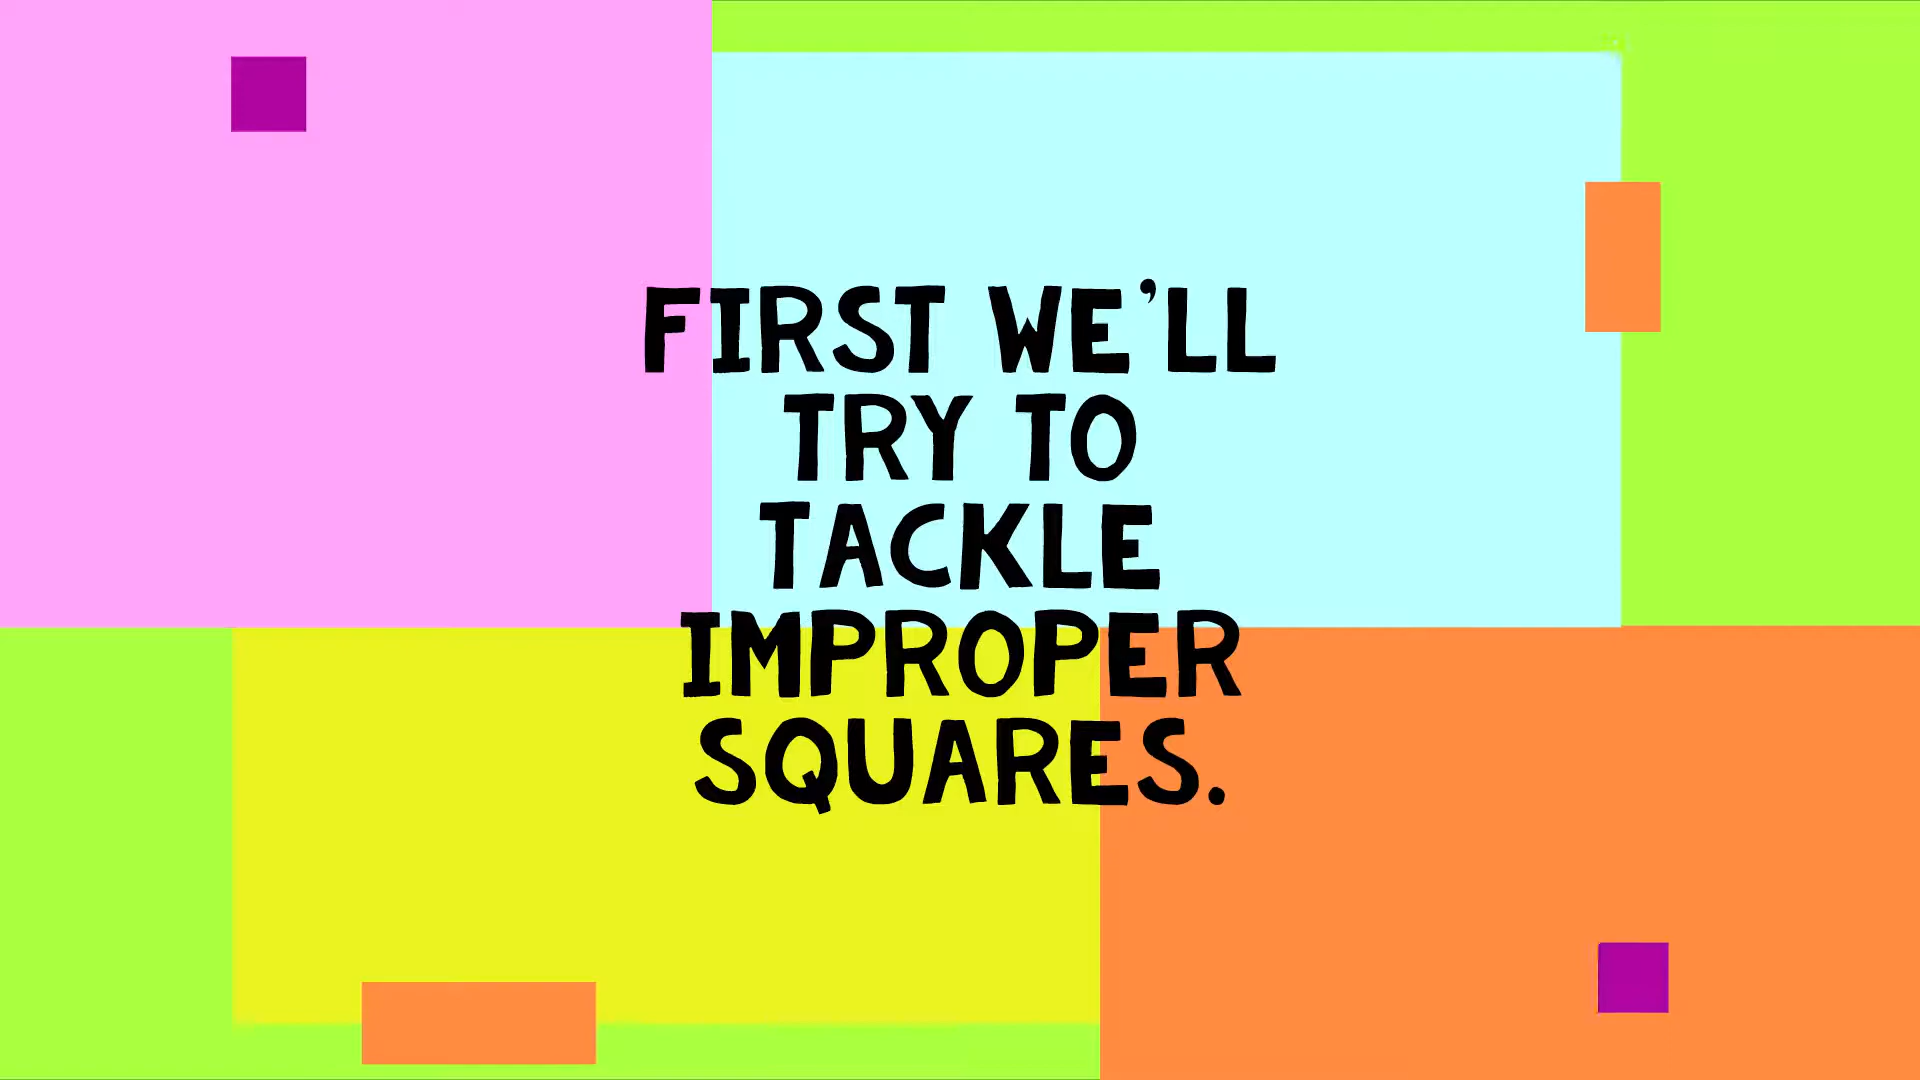 FIRST WE'LL
TRY TO
TACKLE
IMPROPER
SQUARES.